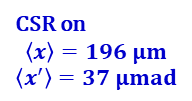 CSR on
⟨x⟩ = 196 μm
⟨x′⟩ = 37 μmad